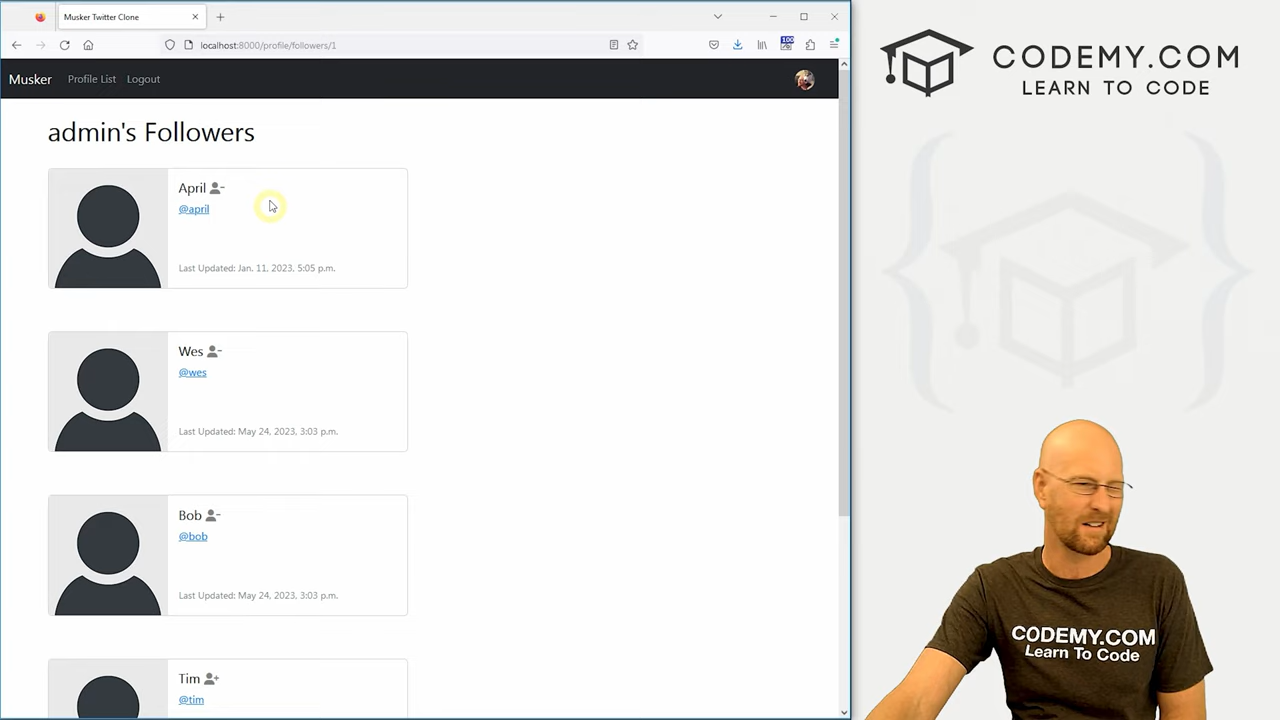 Musker Twitter Clone
localhost:8000/profile/followers/1
100
Musker Profile List Logout
admin's Followers
April
@april
Last Updated: Jan. 11, 2023, 5:05 p.m.
Wes
@wes
Last Updated: May 24, 2023, 3:03 p.m.
Bob
@bob
Last Updated: May 24, 2023, 3:03 p.m.
Tim
@tim
CODEMY.COM
LEARN TO CODE
CODEMY.COM
Learn To Code